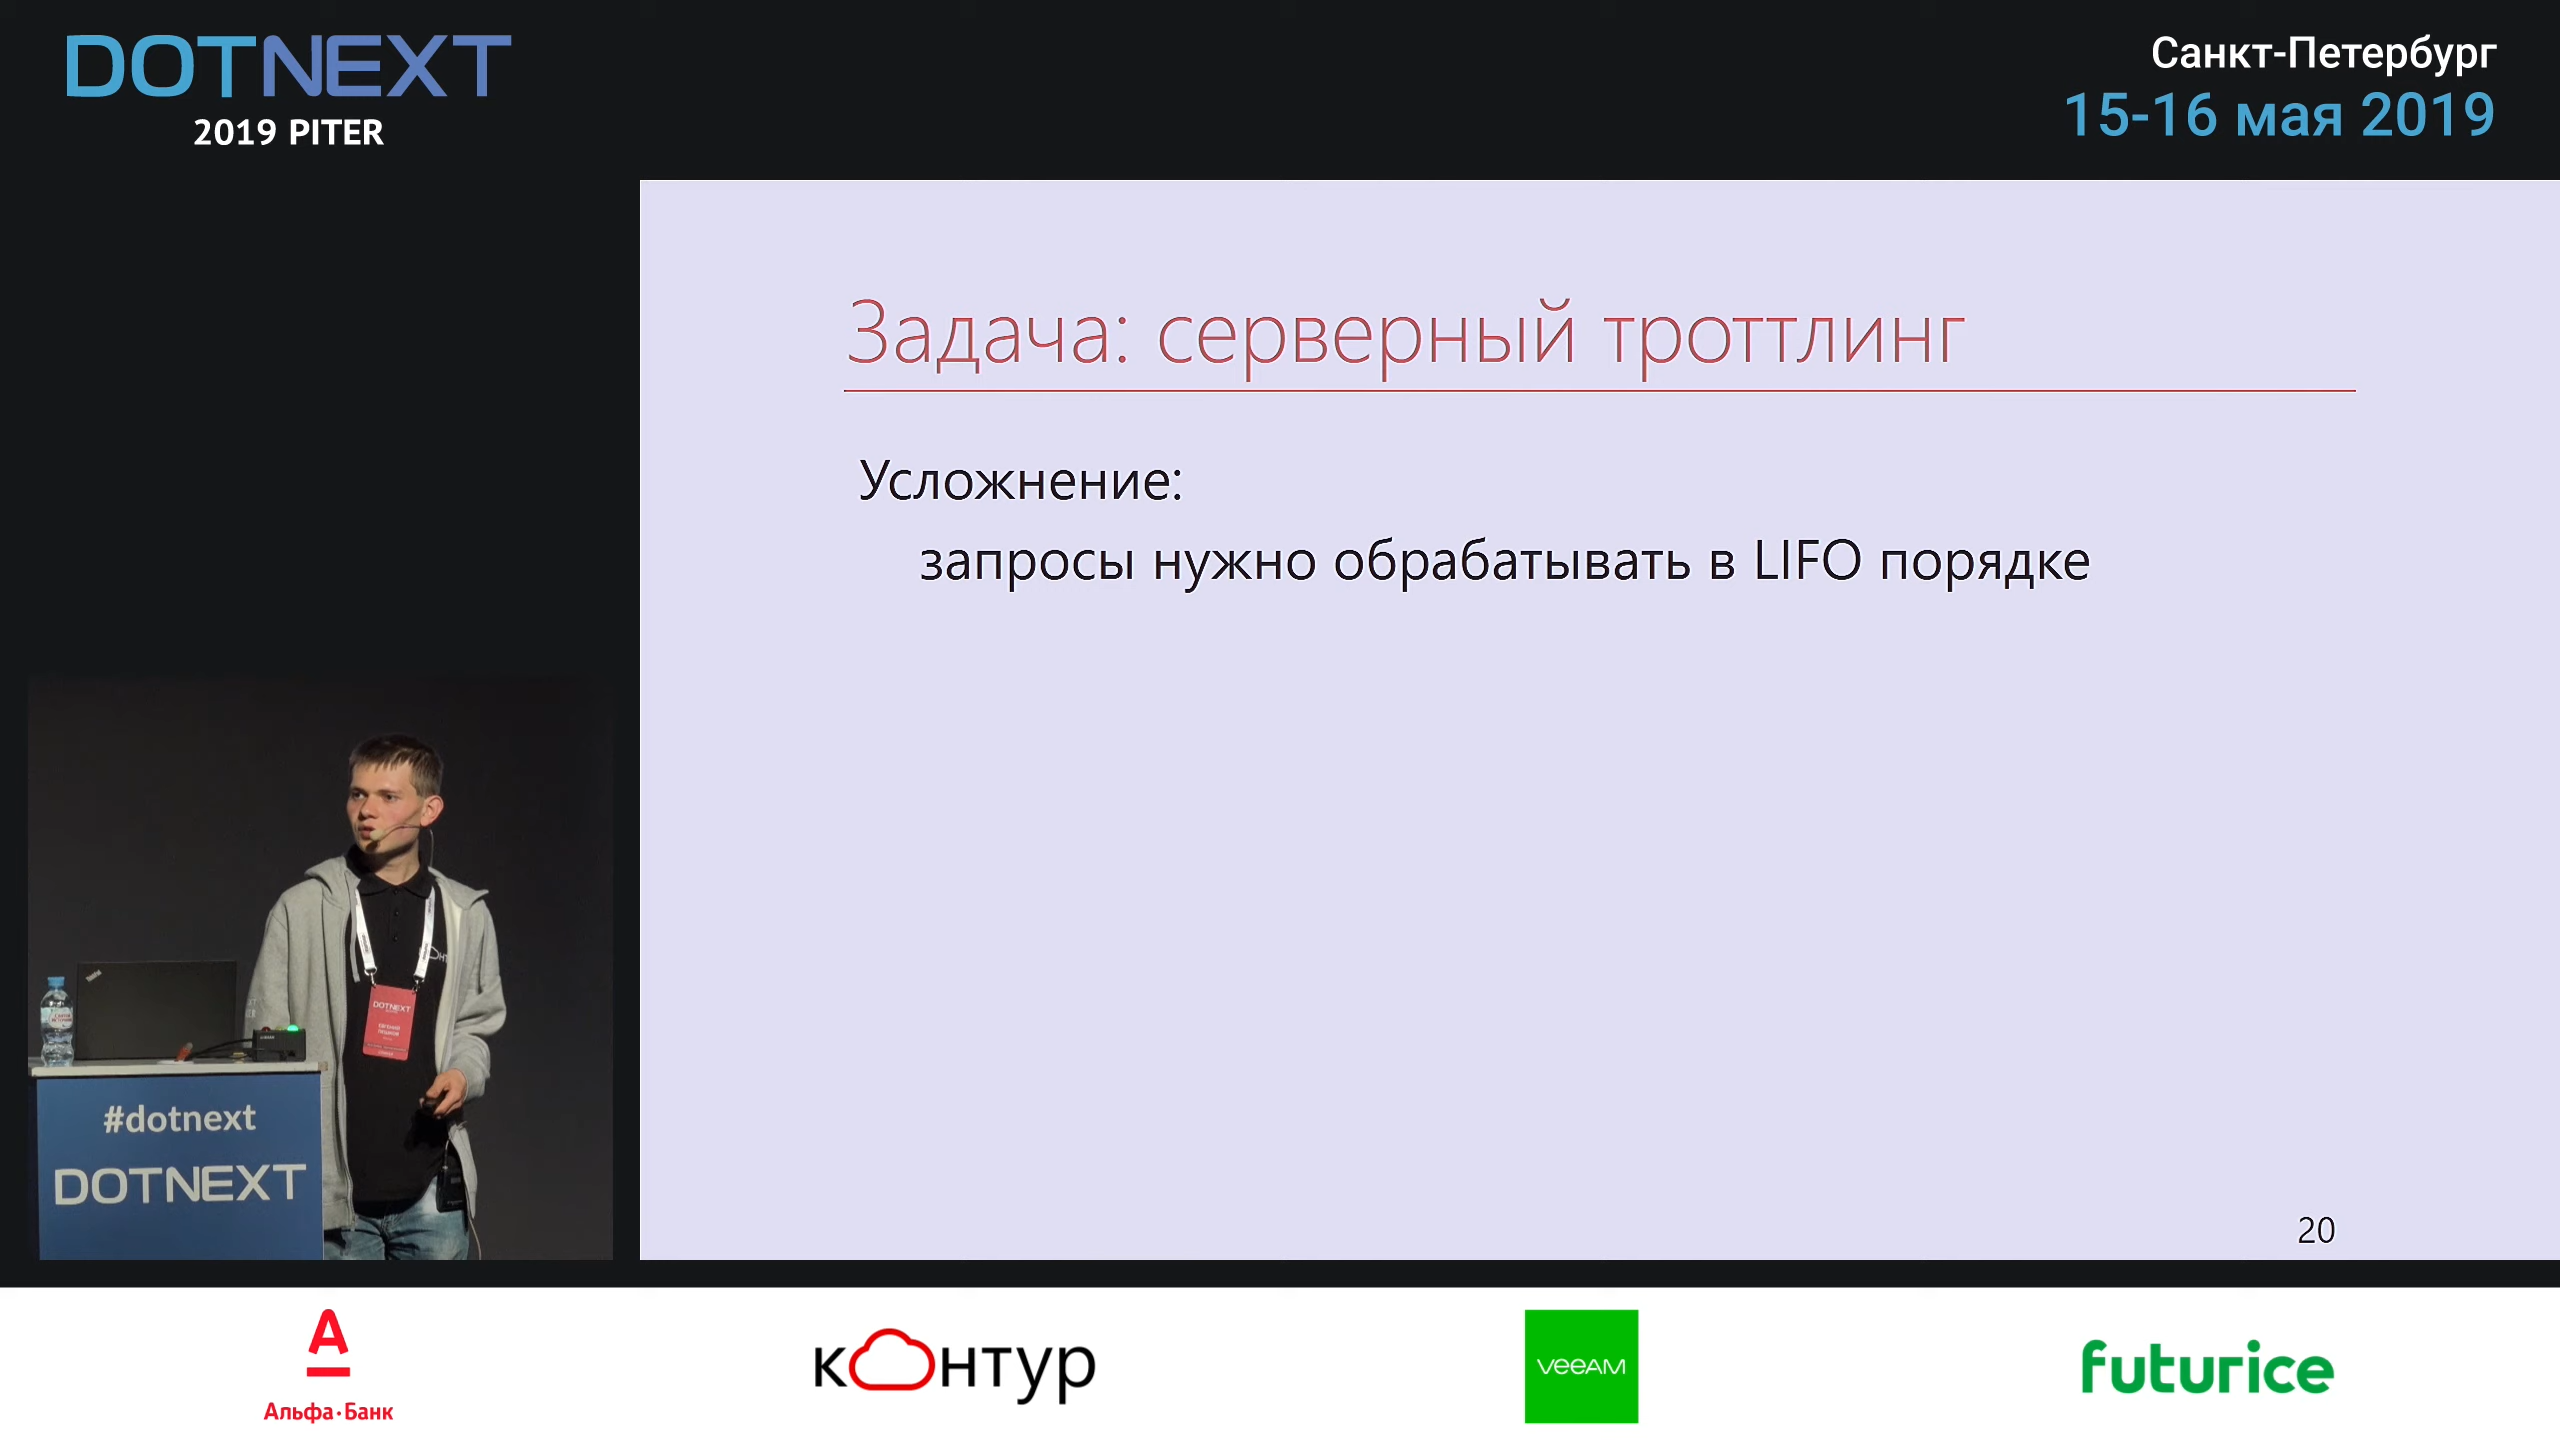 DOTNEXT
2019 PITER
Санкт-Петербург
15-16 мая 2019
Задача: серверный троттлинг
Усложнение:
запросы нужно обрабатывать в LIFO порядке
20
DOTNEXT
#dotnext
DOTNEXT
Альфа·Банк
контур
veeam
futurice